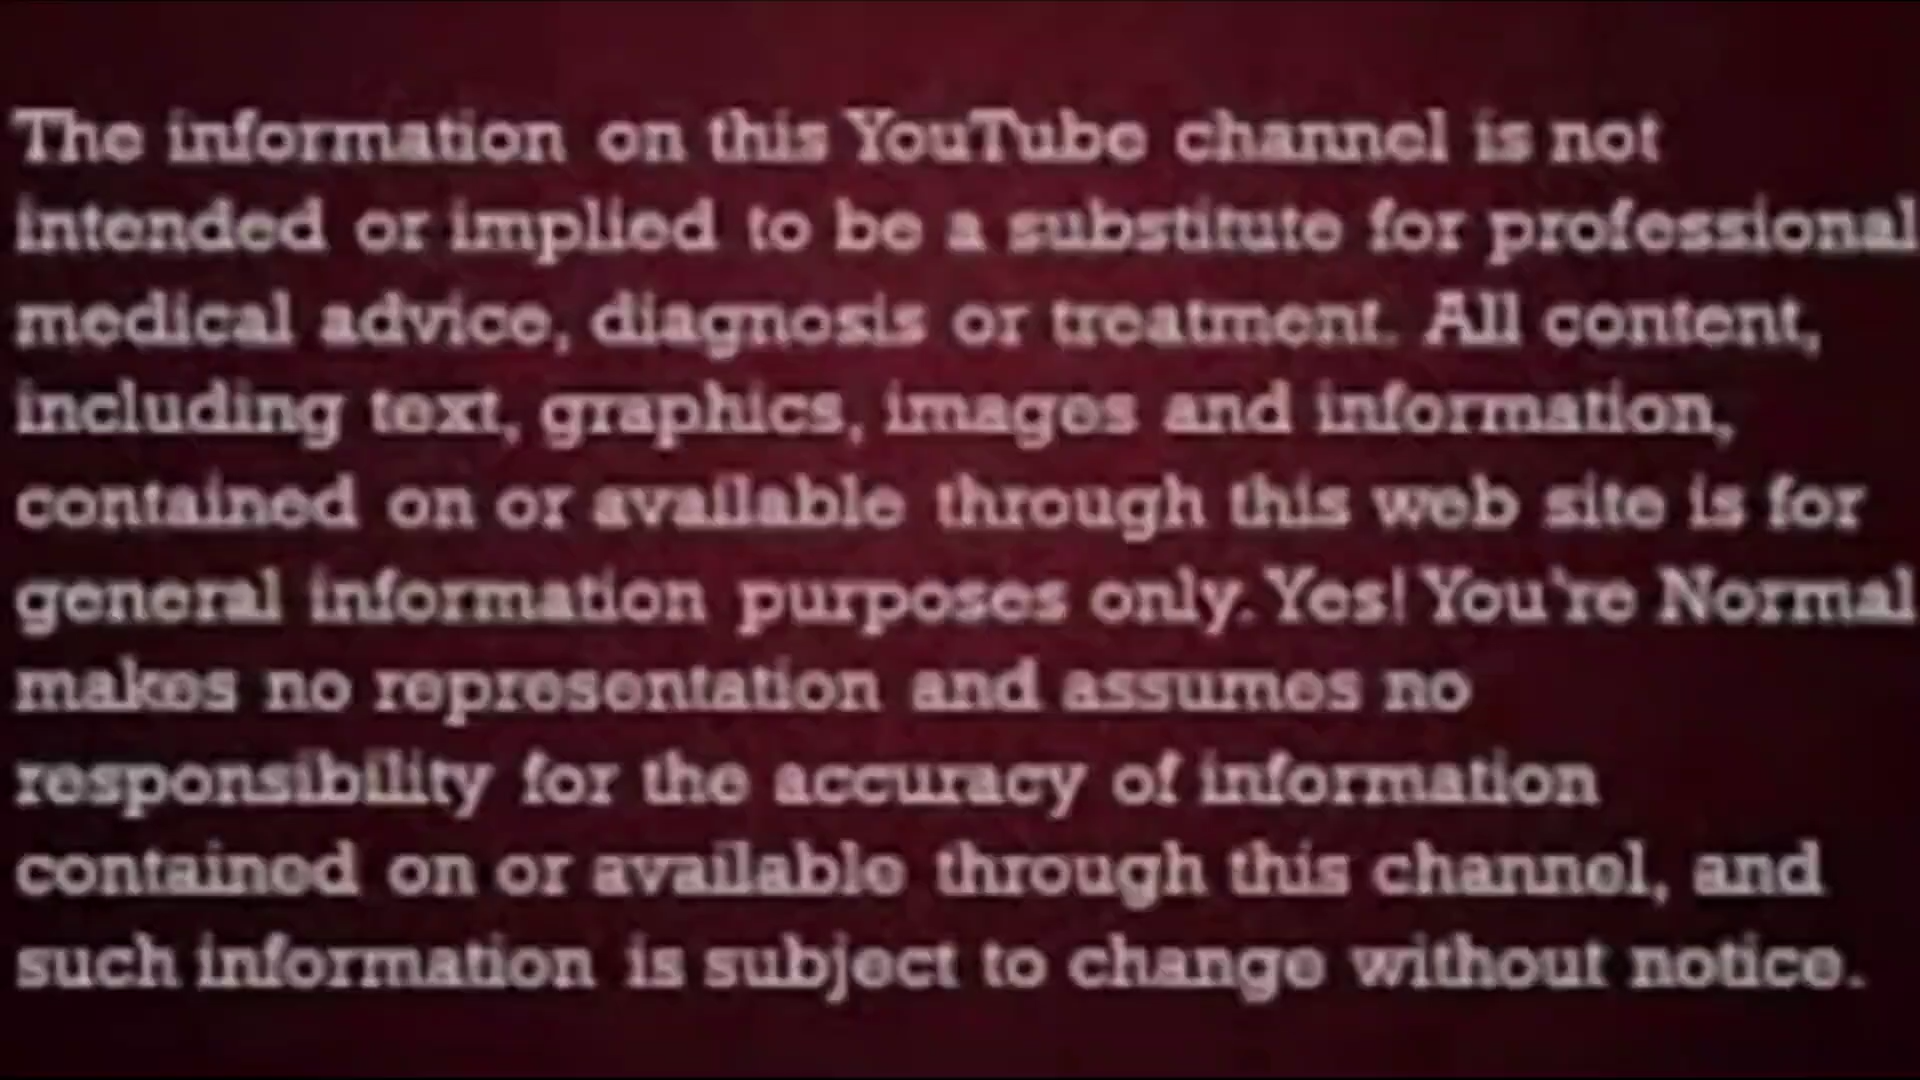 The information on this YouTube channel is not
intended or implied to be a substitute for professional
medical advice, diagnosis or treatment. All content,
including text, graphics, images and information,
contained on or available through this web site is for
general information purposes only. Yes! You're Normal
makes no representation and assumes no
responsibility for the accuracy of information
contained on or available through this channel, and
such information is subject to change without notice.